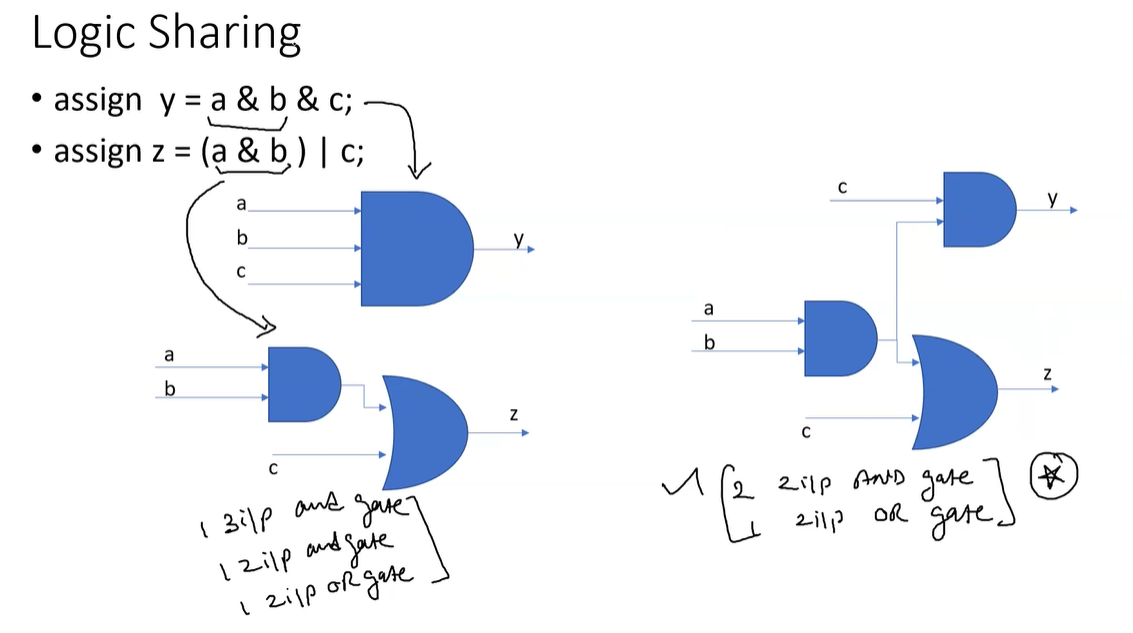 Logic Sharing
• assign y = a & b & c;
• assign z = (a & b ) | c;
a
b
c
y
a
b
c
z
1 3i/p and gate
1 2i/p and gate
1 2i/p OR gate
c
y
a
b
c
z
2 2i/p AND gate
1 2i/p OR gate